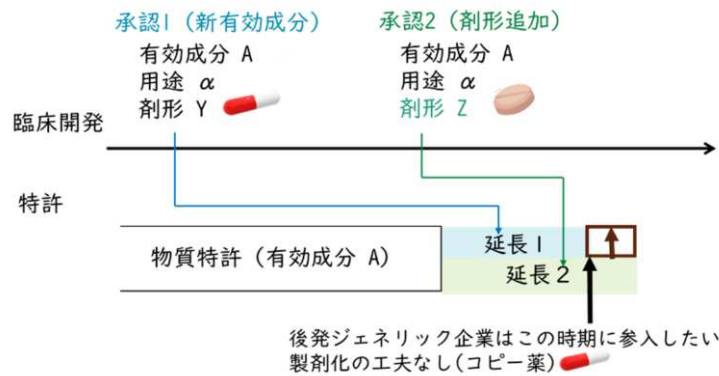 承認1（新有効成分）
有効成分 A
用途 α
剤形 Y
承認2（剤形追加）
有効成分 A
用途 α
剤形 Z
臨床開発
特許
物質特許（有効成分 A）
延長1
延長2
後発ジェネリック企業はこの時期に参入したい
製剤化の工夫なし(コピー薬)